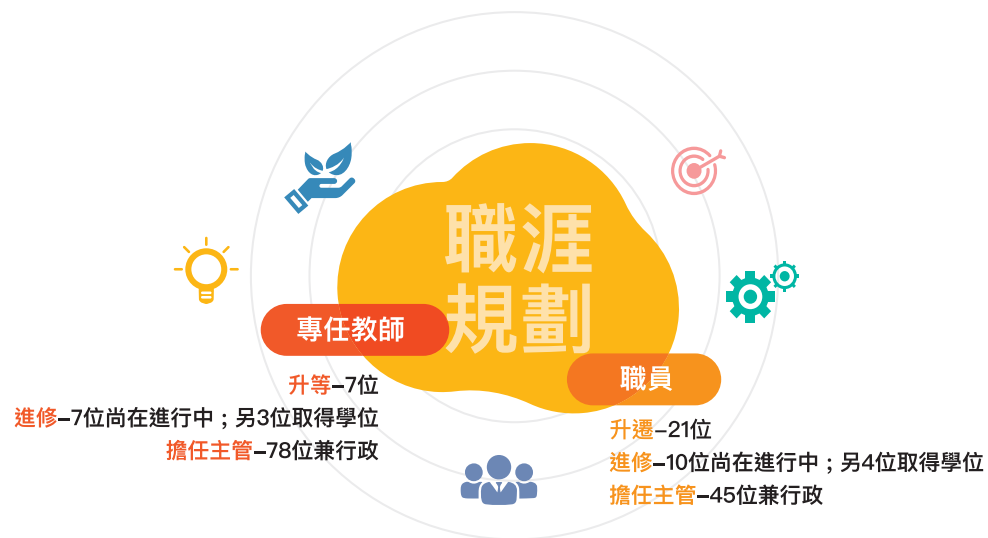 職涯
規劃
專任教師
升等–7位
進修–7位尚在進行中；另3位取得學位
擔任主管–78位兼行政
職員
升遷–21位
進修–10位尚在進行中；另4位取得學位
擔任主管–45位兼行政